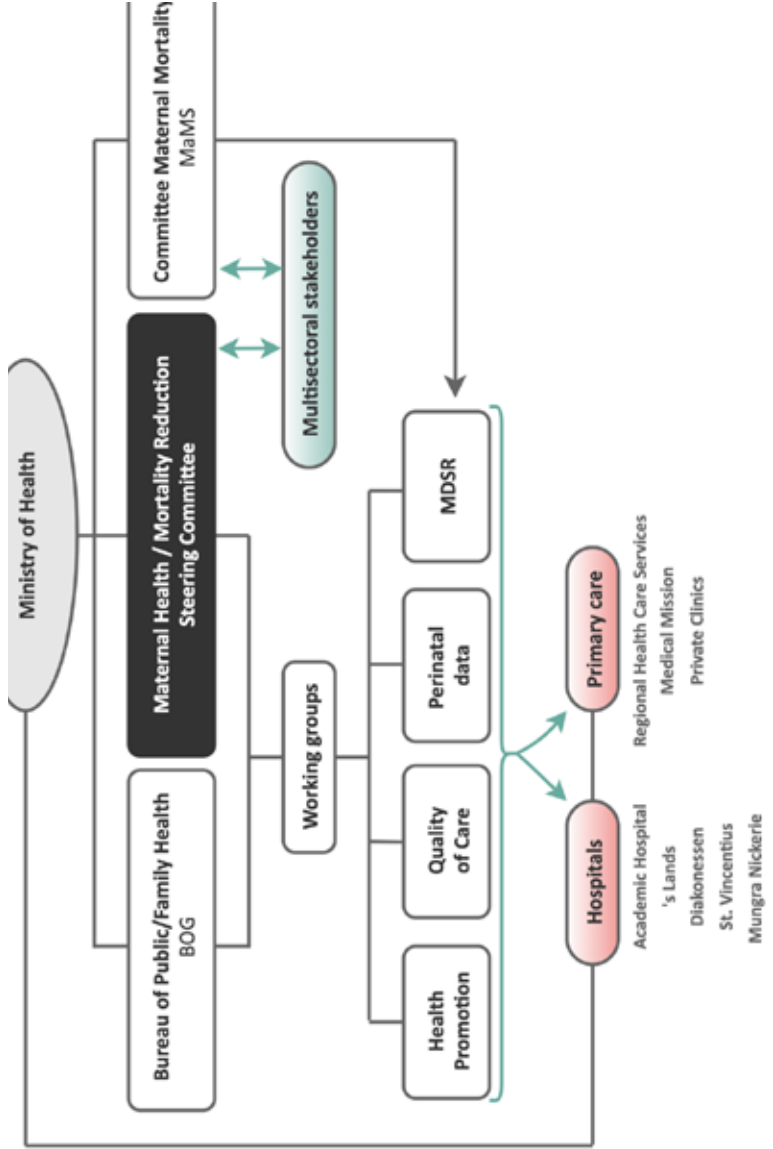 Ministry of Health
Bureau of Public/Family Health
BOG
Maternal Health / Mortality Reduction
Steering Committee
Committee Maternal Mortality
MaMS
Multisectoral stakeholders
Working groups
Health
Promotion
Quality
of Care
Perinatal
data
MDSR
Hospitals
Academic Hospital
's Lands
Diakonessen
St. Vincentius
Mungra Nickerie
Primary care
Regional Health Care Services
Medical Mission
Private Clinics